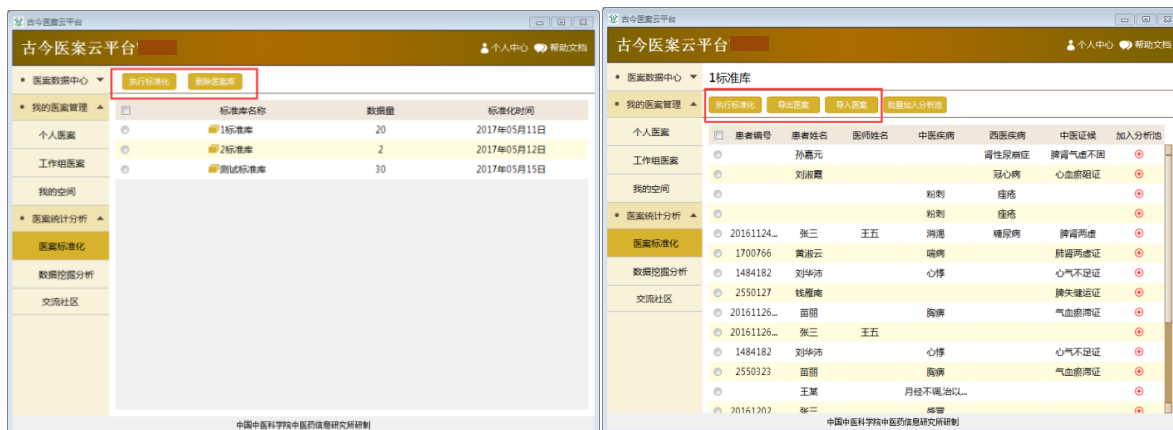 古今医案云平台
古今医案云平台
个人中心 帮助文档
医案数据中心
我的医案管理
个人医案
工作组医案
我的空间
医案统计分析
医案标准化
数据挖掘分析
交流社区
执行标准化 删除医案库
标准库名称 数据量 标准化时间
1标准库 20 2017年05月11日
2标准库 2 2017年05月12日
测试标准库 30 2017年05月15日
中国中医科学院中医药信息研究所研制
古今医案云平台
古今医案云平台
个人中心 帮助文档
医案数据中心
我的医案管理
个人医案
工作组医案
我的空间
医案统计分析
医案标准化
数据挖掘分析
交流社区
1标准库
执行标准化 导出医案 导入医案 批量加入分析池
患者编号 患者姓名 医师姓名 中医疾病 西医疾病 中医证候 加入分析池
孙嘉元 肾性尿崩症 脾肾气虚不固
刘淑霞 冠心病 心血瘀阻证
粉刺 痤疮
粉刺 痤疮
20161124... 张三 王五 消渴 糖尿病 脾肾两虚
1700766 黄淑云 喘病 肺肾两虚证
1484182 刘华沛 心悸 心气不足证
2550127 钱雁南 脾失健运证
20161126... 苗丽 胸痹 气血瘀滞证
20161126... 张三 王五
1484182 刘华沛 心悸 心气不足证
2550323 苗丽 胸痹 气血瘀滞证
王某 月经不调,治以...
20161202 张三 感冒
中国中医科学院中医药信息研究所研制